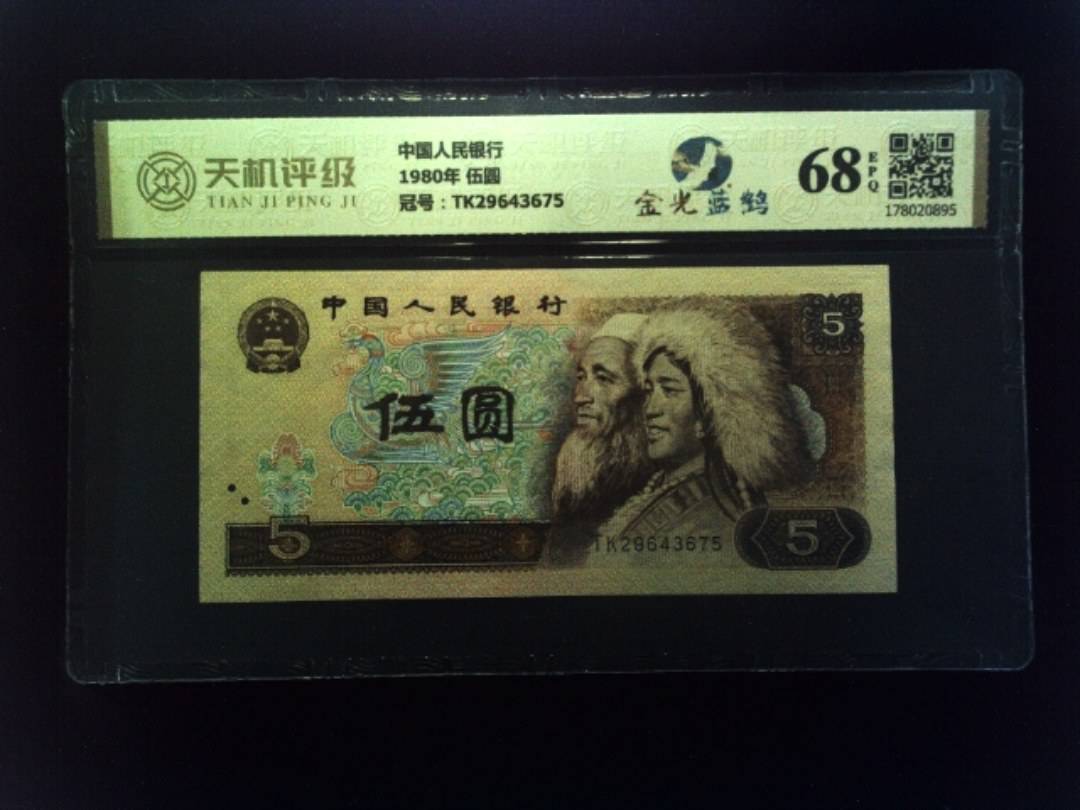 天机评级
TIAN JI PING JI
中国人民银行
1980年 伍圆
冠号：TK29643675
金光蓝鹤
68
EPQ
178020895
中国人民银行
5
伍圆
5
TK29643675
5